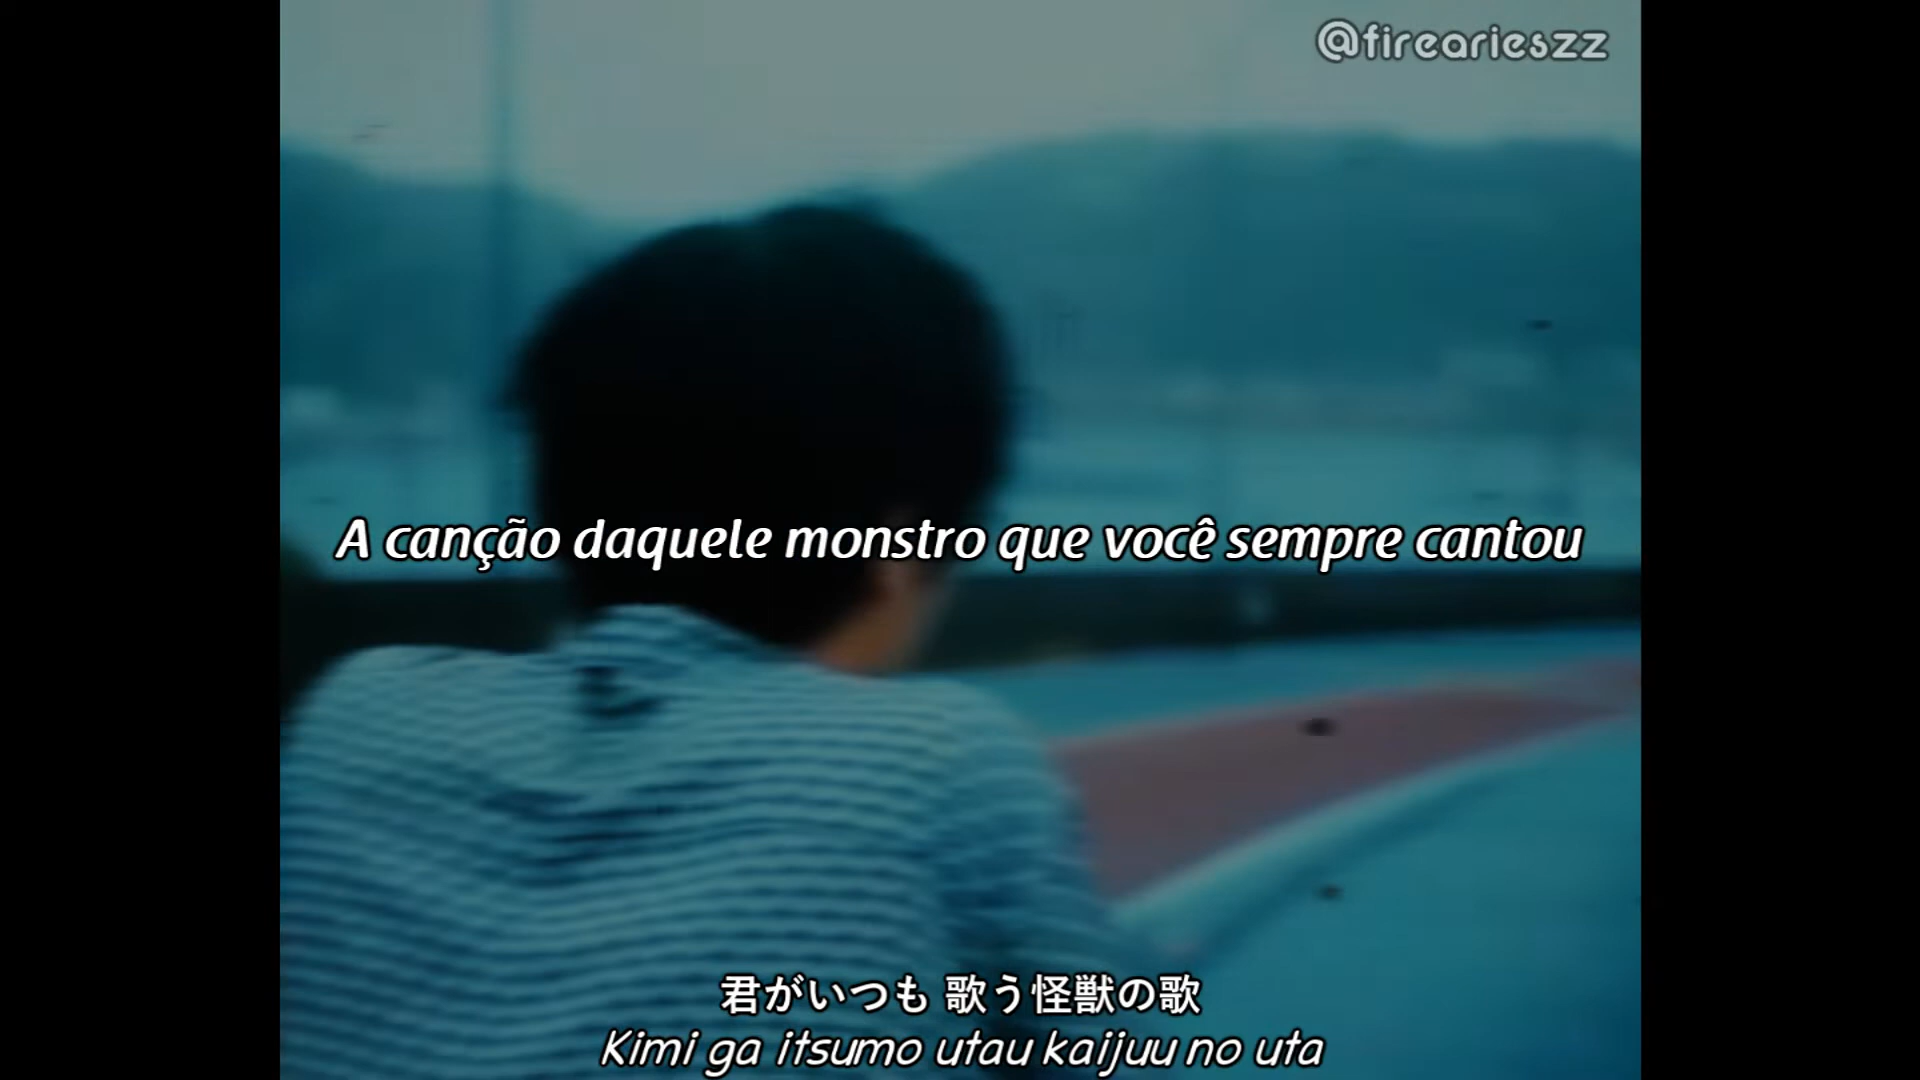 @firearieszz
A canção daquele monstro que você sempre cantou
君がいつも 歌う怪獣の歌
Kimi ga itsumo utau kaijuu no uta